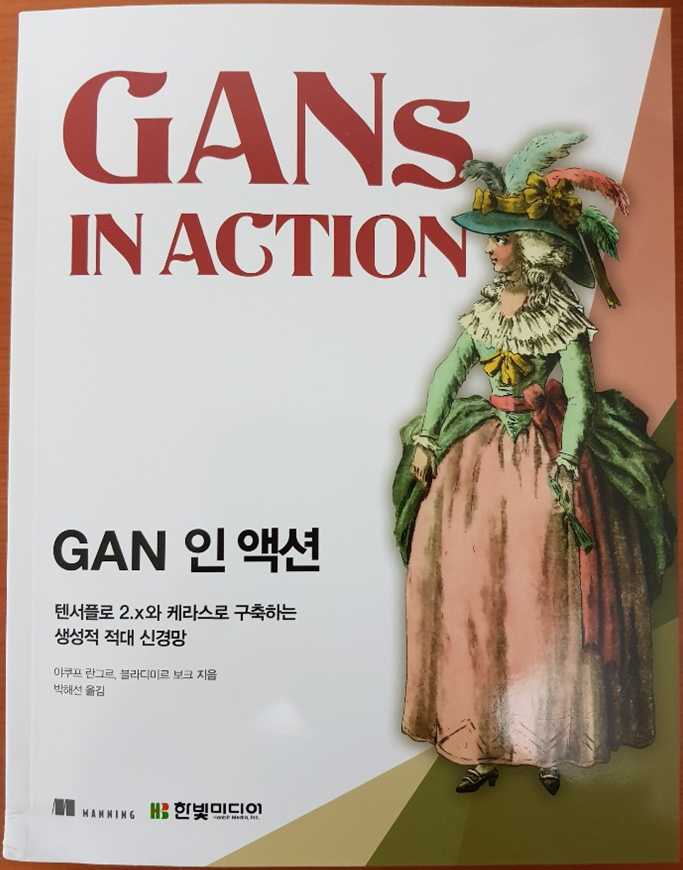 GANs
IN ACTION
GAN 인 액션
텐서플로 2.x와 케라스로 구축하는
생성적 적대 신경망
야쿠프 란그르, 블라디미르 보크 지음
박해선 옮김
MANNING
HB 한빛미디어
Hanbit Media, Inc.